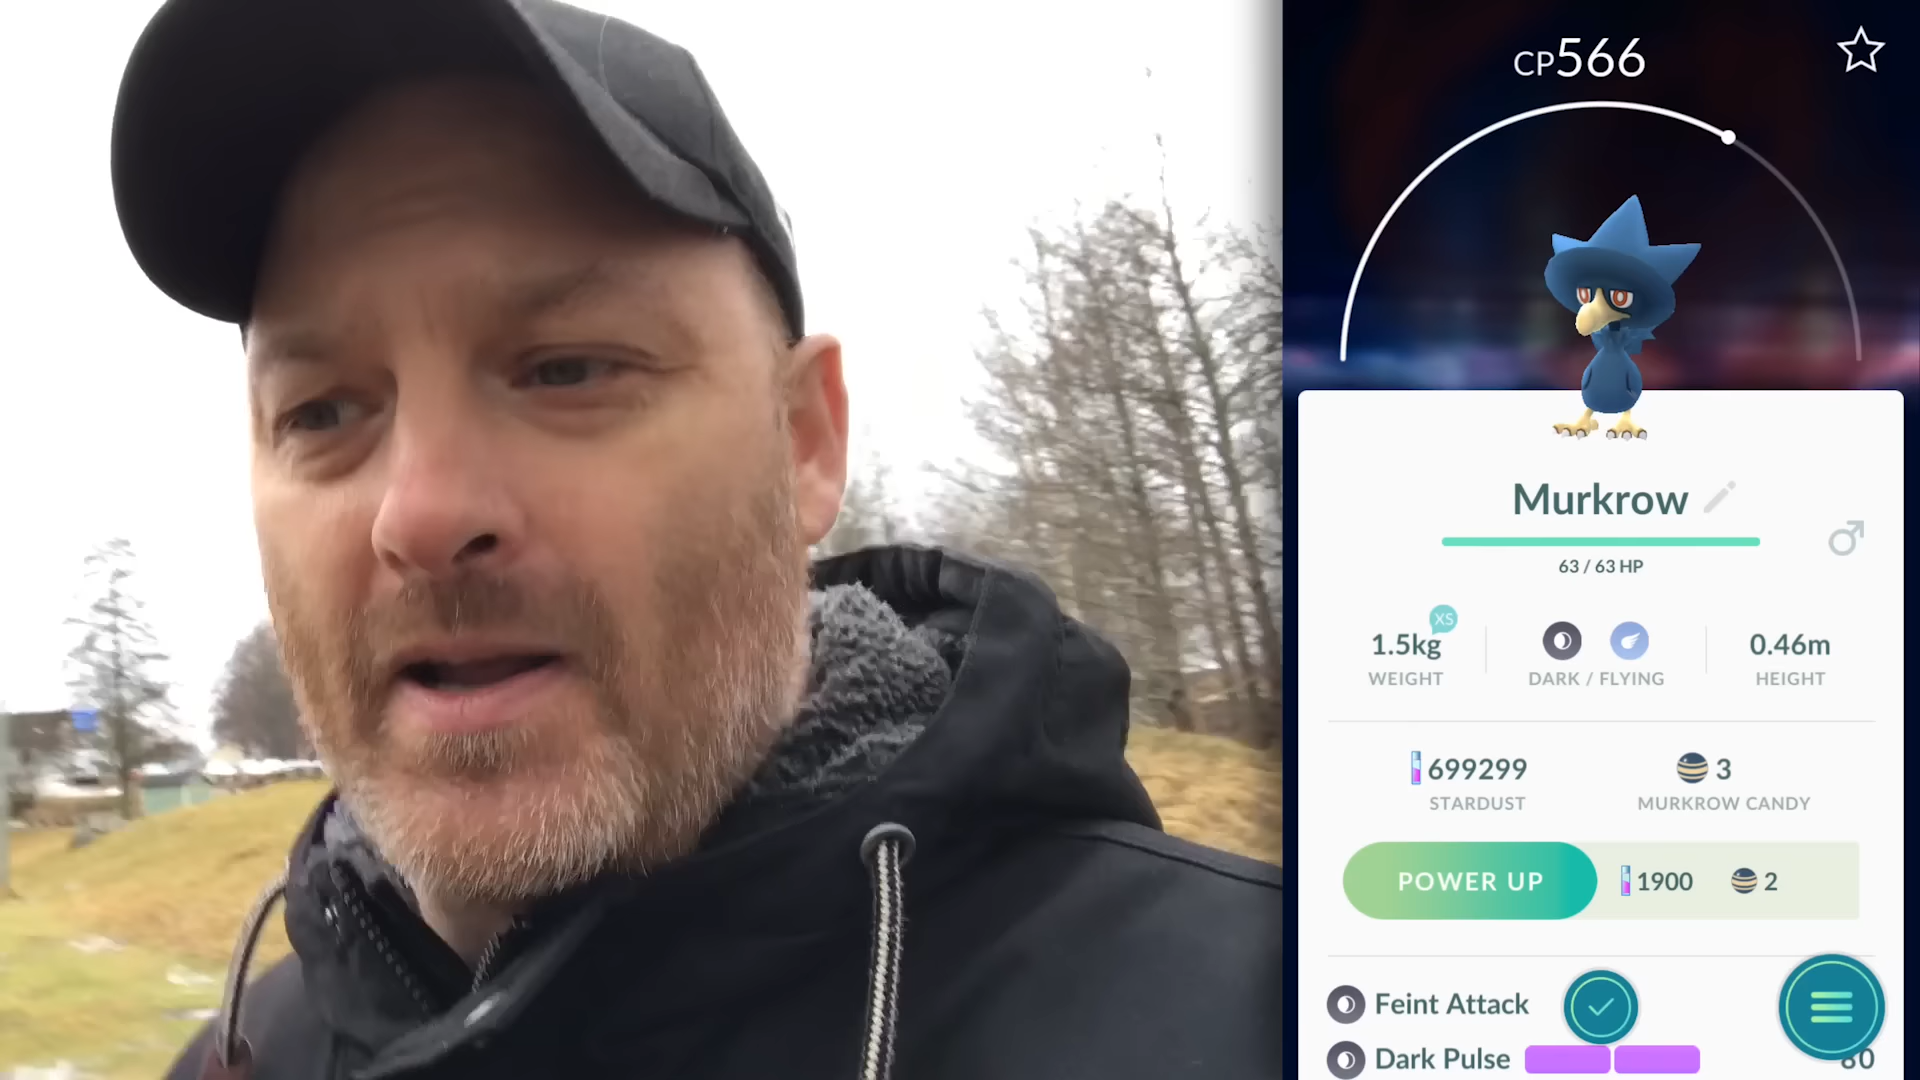 CP566
Murkrow
63 / 63 HP
XS
1.5kg
WEIGHT
DARK / FLYING
0.46m
HEIGHT
699299
STARDUST
3
MURKROW CANDY
POWER UP
1900
2
Feint Attack
Dark Pulse
80